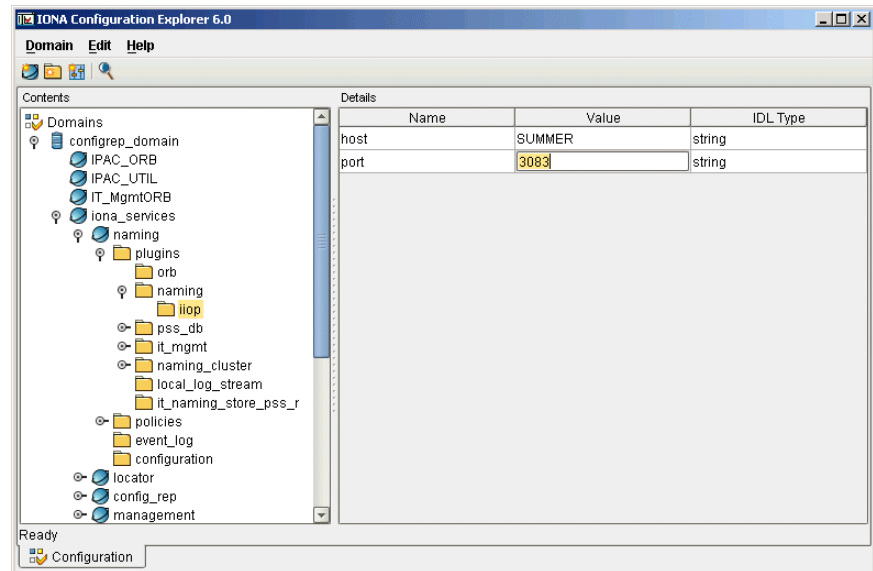 IONA Configuration Explorer 6.0
Domain Edit Help
Contents
Details
Domains
configrep_domain
IPAC_ORB
IPAC_UTIL
IT_MgmtORB
iona_services
naming
plugins
orb
naming
iiop
pss_db
it_mgmt
naming_cluster
local_log_stream
it_naming_store_pss_r
policies
event_log
configuration
locator
config_rep
management
Name Value IDL Type
host SUMMER string
port 3083 string
Ready
Configuration